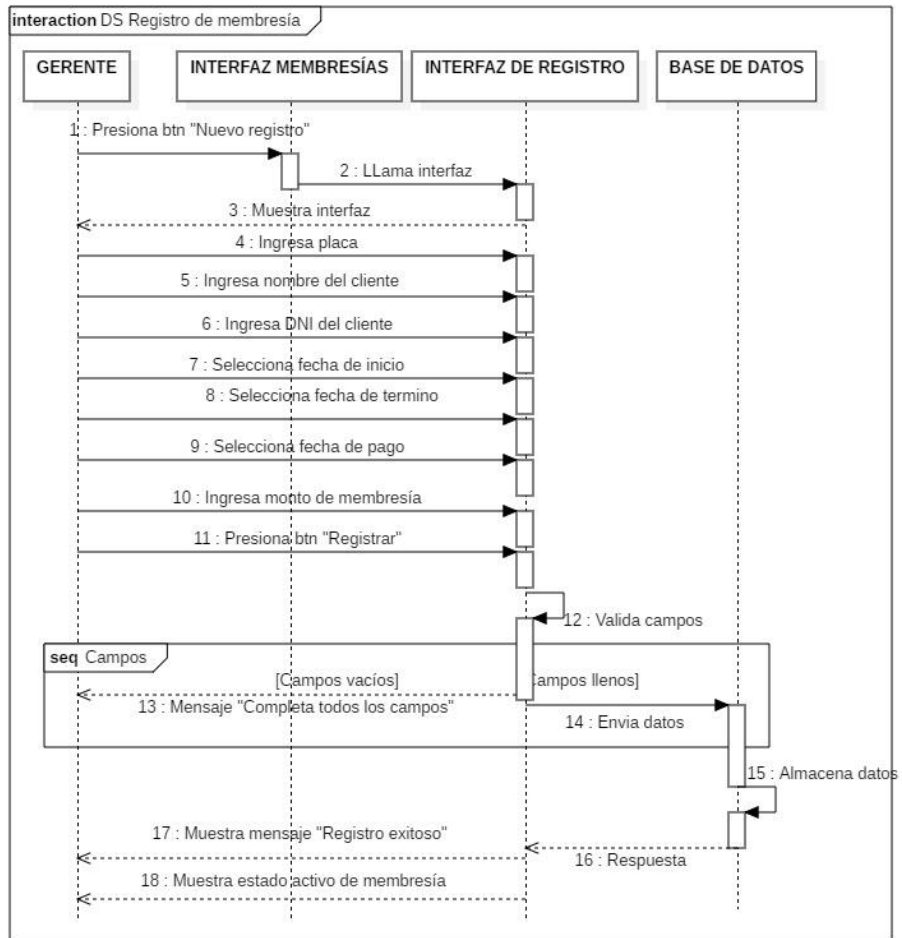 interaction DS Registro de membresía
GERENTE
INTERFAZ MEMBRESÍAS
INTERFAZ DE REGISTRO
BASE DE DATOS
1 : Presiona btn "Nuevo registro"
2 : LLama interfaz
3 : Muestra interfaz
4 : Ingresa placa
5 : Ingresa nombre del cliente
6 : Ingresa DNI del cliente
7 : Selecciona fecha de inicio
8 : Selecciona fecha de termino
9 : Selecciona fecha de pago
10 : Ingresa monto de membresía
11 : Presiona btn "Registrar"
12 : Valida campos
seq Campos
[Campos vacíos]
[Campos llenos]
13 : Mensaje "Completa todos los campos"
14 : Envia datos
15 : Almacena datos
17 : Muestra mensaje "Registro exitoso"
16 : Respuesta
18 : Muestra estado activo de membresía